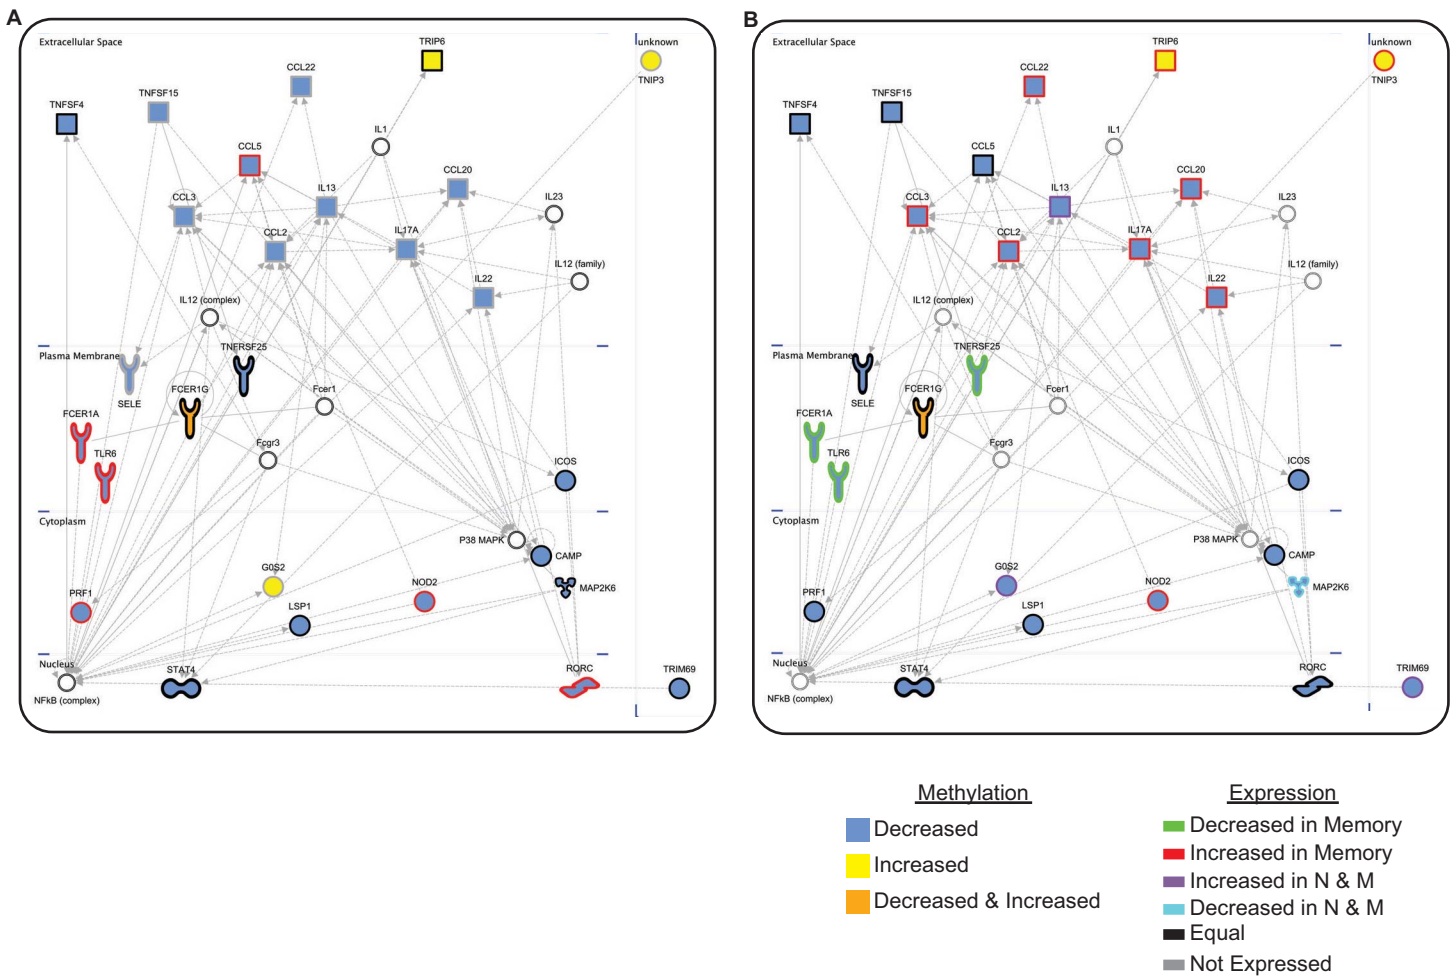 A
Extracellular Space
TRIP6
unknown
TNIP3
CCL22
TNFSF15
TNFSF4
IL1
CCL5
CCL20
IL13
IL23
CCL3
CCL2
IL17A
IL12 (family)
IL22
IL12 (complex)
TNFRSF25
Plasma Membrane
SELE
FCER1G
Fcer1
FCER1A
TLR6
Fcgr3
ICOS
Cytoplasm
P38 MAPK
CAMP
G0S2
NOD2
MAP2K6
PRF1
LSP1
Nucleus
STAT4
RORC
TRIM69
NFkB (complex)
B
Extracellular Space
TRIP6
unknown
TNIP3
CCL22
TNFSF15
TNFSF4
IL1
CCL5
CCL20
IL13
IL23
CCL3
CCL2
IL17A
IL12 (family)
IL22
IL12 (complex)
TNFRSF25
Plasma Membrane
SELE
FCER1G
Fcer1
FCER1A
TLR6
Fcgr3
ICOS
Cytoplasm
P38 MAPK
CAMP
G0S2
NOD2
MAP2K6
PRF1
LSP1
Nucleus
STAT4
RORC
TRIM69
NFkB (complex)
Methylation
Decreased
Increased
Decreased & Increased
Expression
Decreased in Memory
Increased in Memory
Increased in N & M
Decreased in N & M
Equal
Not Expressed